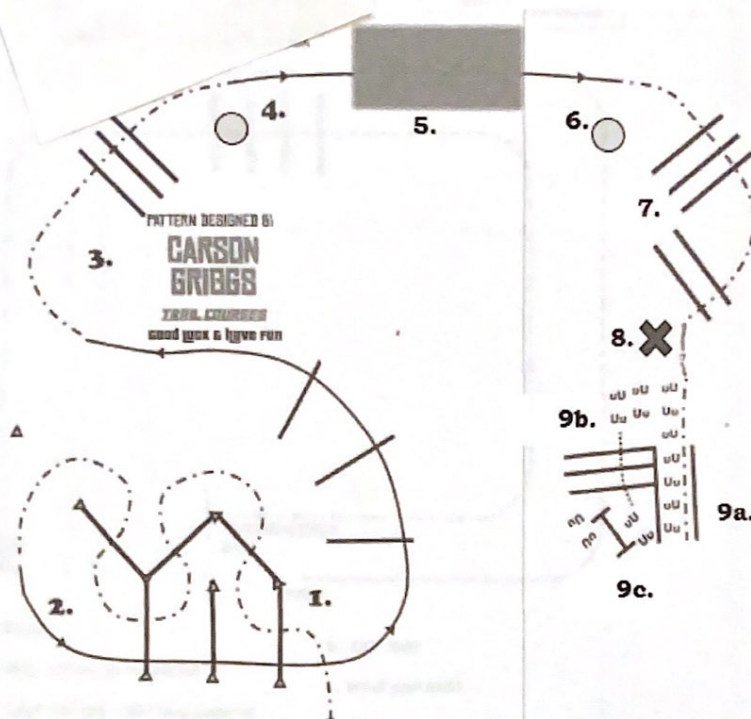 4.
5.
6.
7.
3.
PATTERN DESIGNED BY
CARSON
GRIGGS
TRAIL COURSES
Good Luck & Have Fun
8.
9b.
9a.
2.
1.
9c.